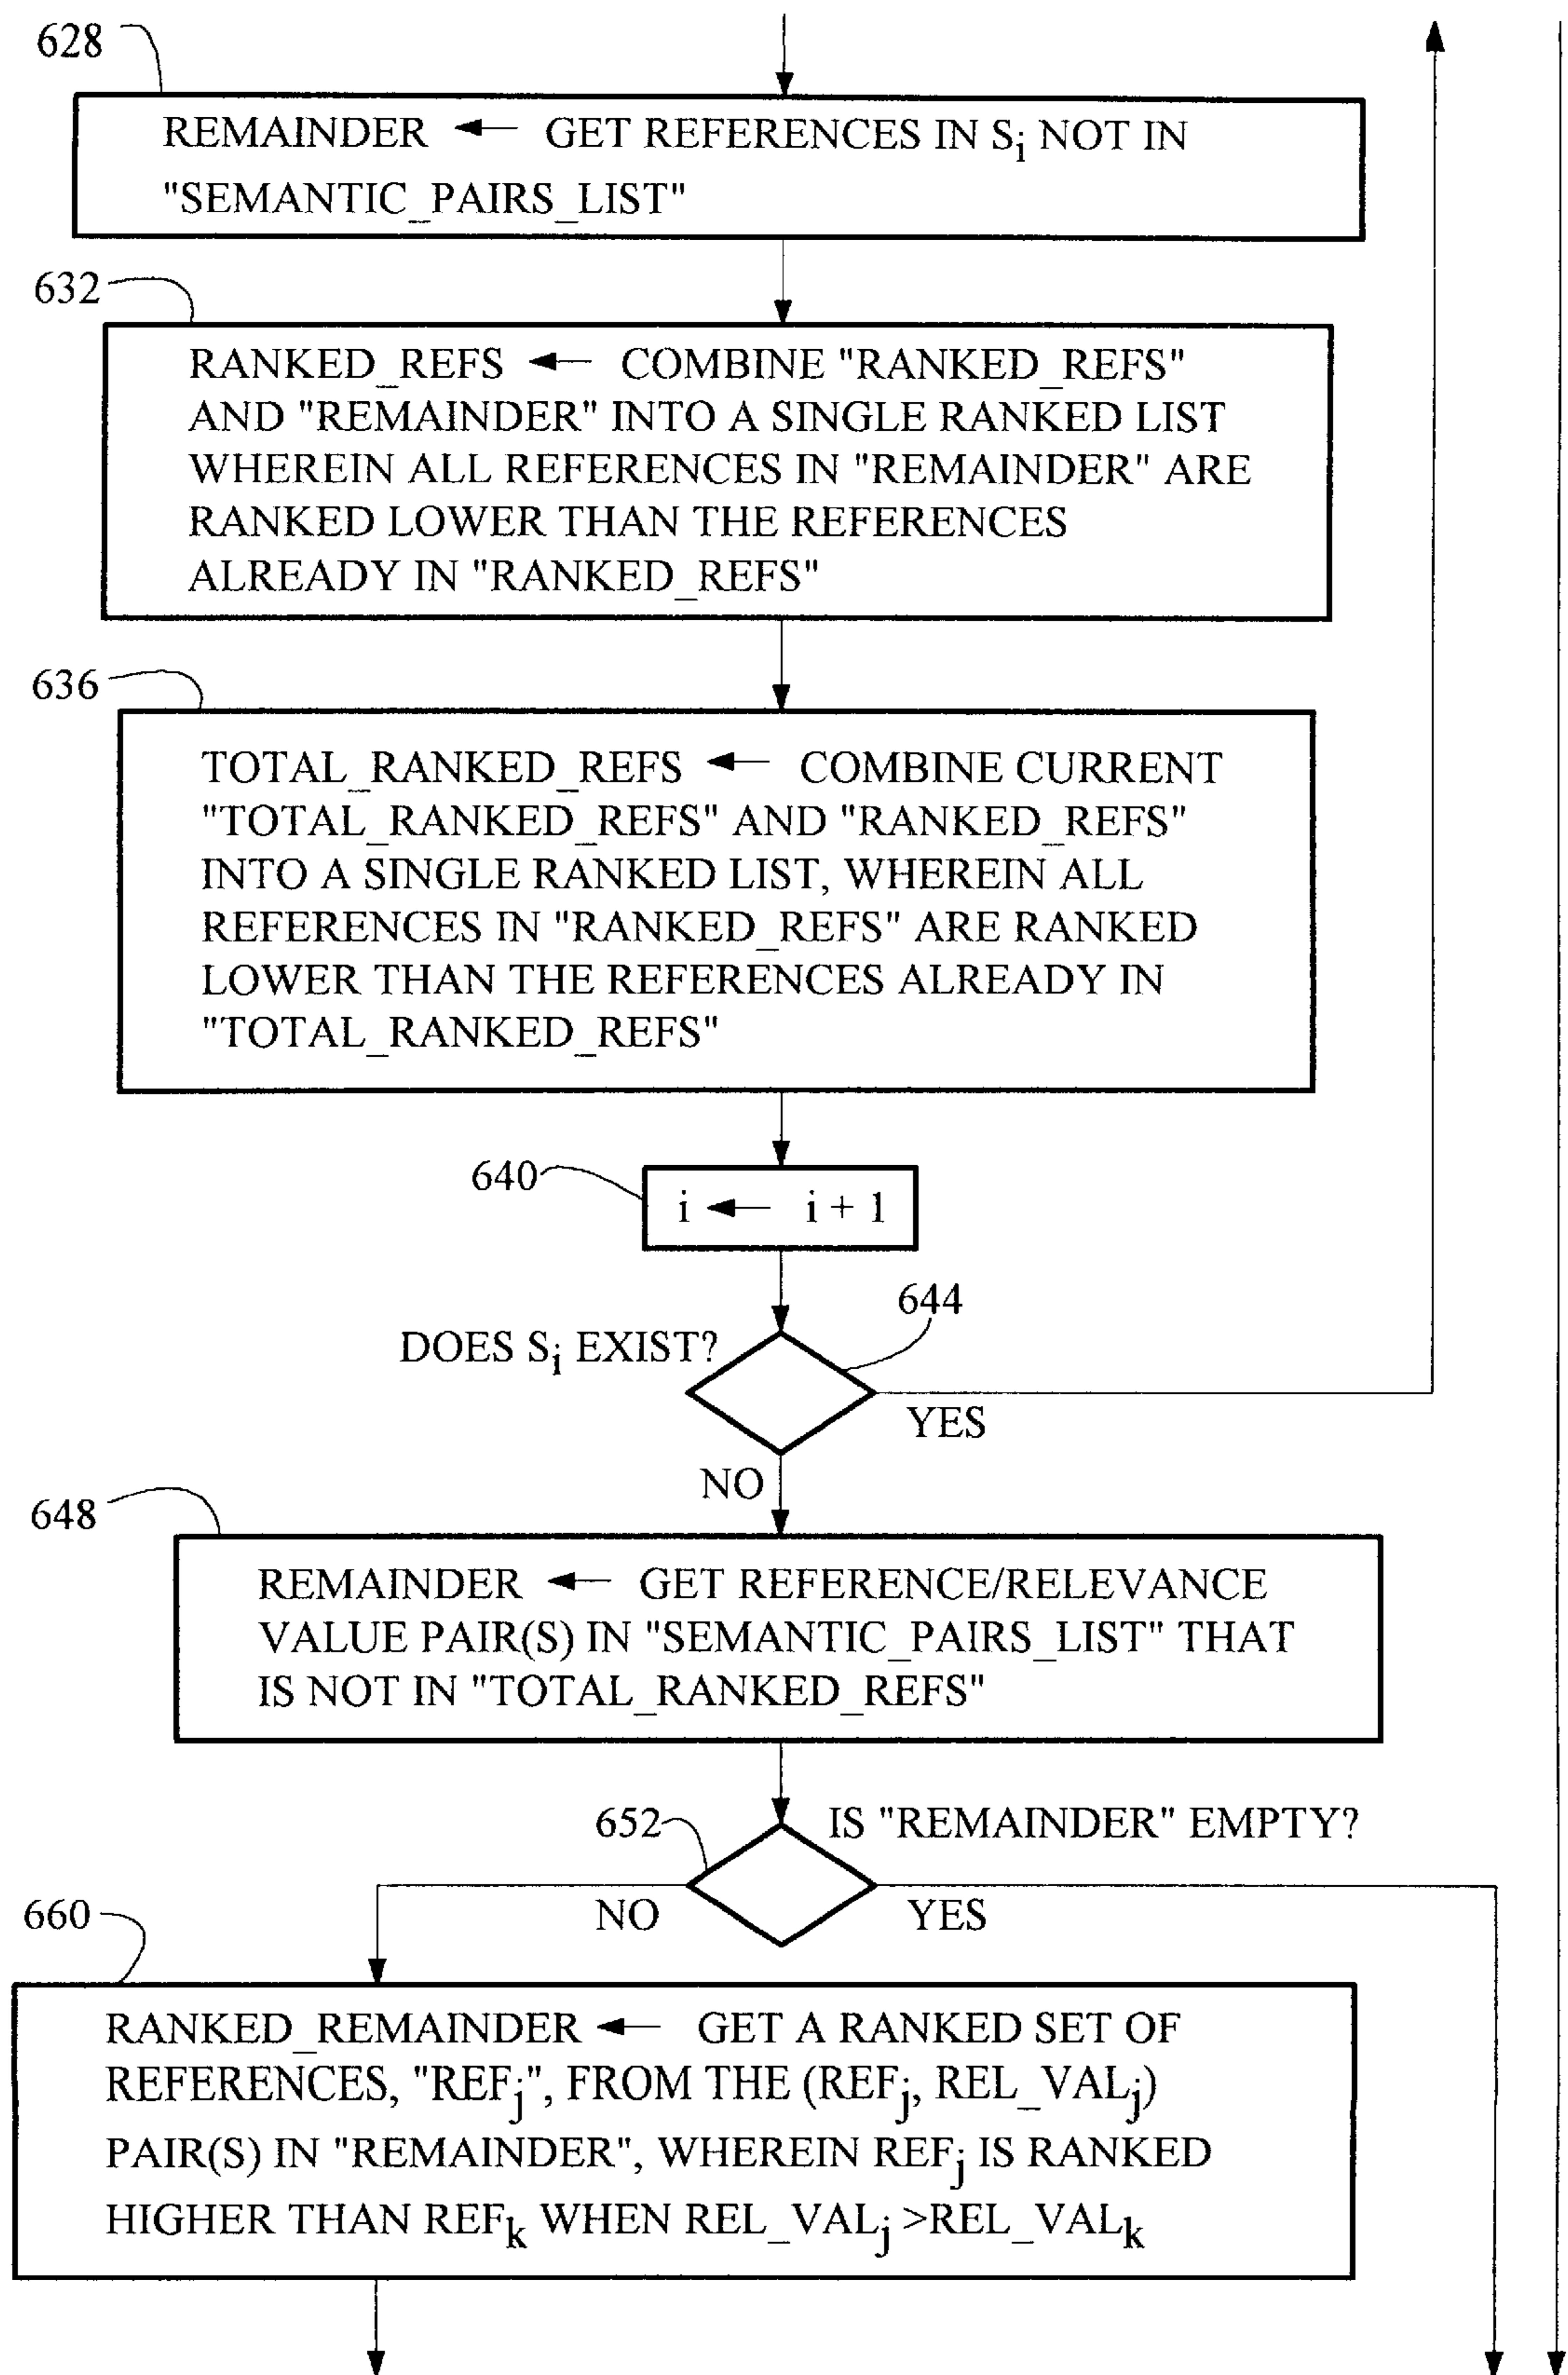 628
REMAINDER ← GET REFERENCES IN Si NOT IN
"SEMANTIC_PAIRS_LIST"
632
RANKED_REFS ← COMBINE "RANKED_REFS"
AND "REMAINDER" INTO A SINGLE RANKED LIST
WHEREIN ALL REFERENCES IN "REMAINDER" ARE
RANKED LOWER THAN THE REFERENCES
ALREADY IN "RANKED_REFS"
636
TOTAL_RANKED_REFS ← COMBINE CURRENT
"TOTAL_RANKED_REFS" AND "RANKED_REFS"
INTO A SINGLE RANKED LIST, WHEREIN ALL
REFERENCES IN "RANKED_REFS" ARE RANKED
LOWER THAN THE REFERENCES ALREADY IN
"TOTAL_RANKED_REFS"
640
i ← i + 1
644
DOES Si EXIST?
YES
NO
648
REMAINDER ← GET REFERENCE/RELEVANCE
VALUE PAIR(S) IN "SEMANTIC_PAIRS_LIST" THAT
IS NOT IN "TOTAL_RANKED_REFS"
652
IS "REMAINDER" EMPTY?
NO
YES
660
RANKED_REMAINDER ← GET A RANKED SET OF
REFERENCES, "REFj", FROM THE (REFj, REL_VALj)
PAIR(S) IN "REMAINDER", WHEREIN REFj IS RANKED
HIGHER THAN REFk WHEN REL_VALj >REL_VALk